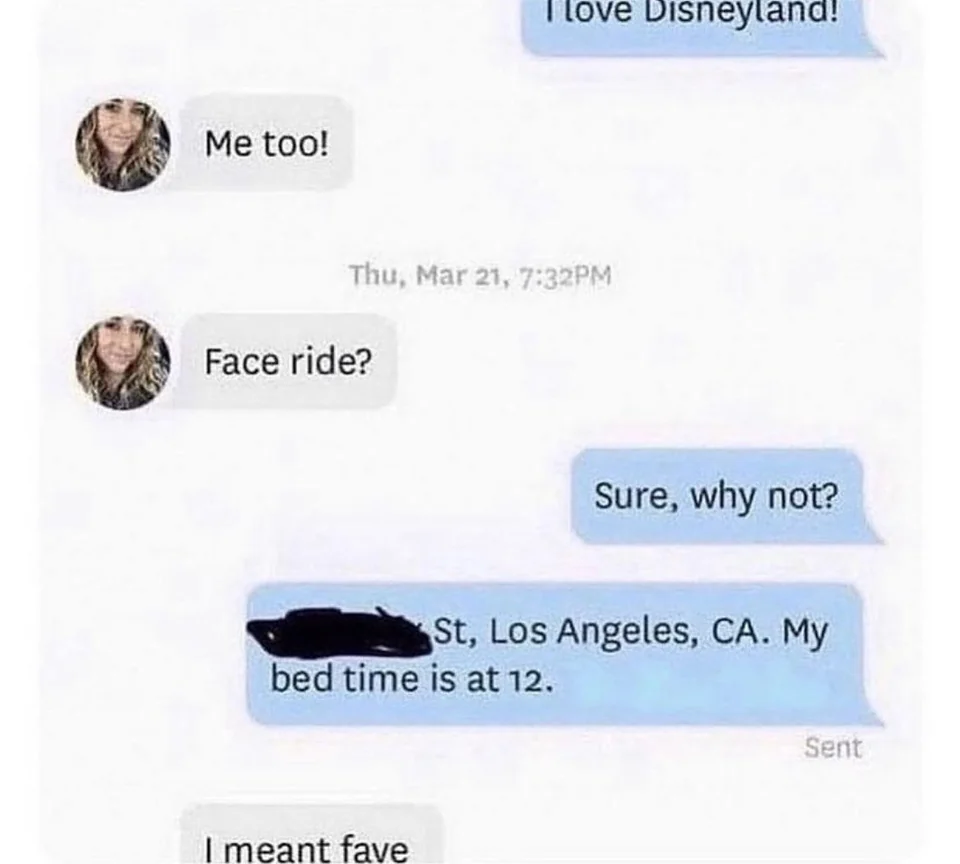 I love Disneyland!
Me too!
Thu, Mar 21, 7:32PM
Face ride?
Sure, why not?
St, Los Angeles, CA. My
bed time is at 12.
Sent
I meant fave